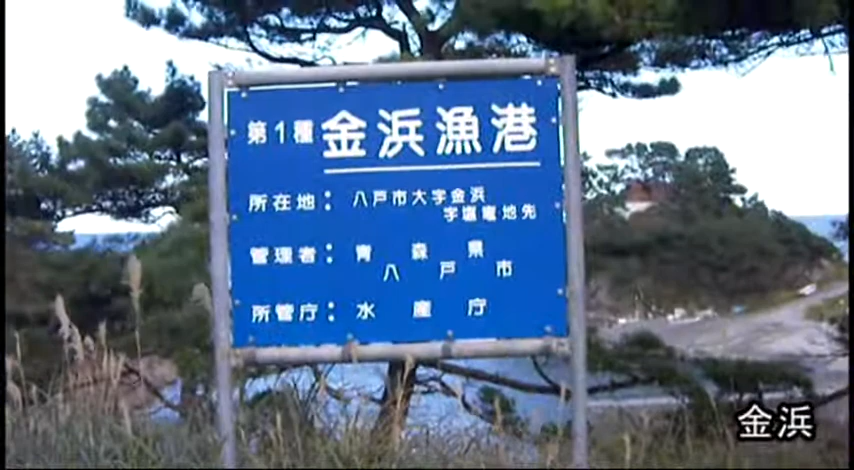 第1種 金浜漁港
所在地： 八戸市大字金浜
字塩竈地先
管理者： 青森県
八戸市
所管庁： 水産庁
金浜